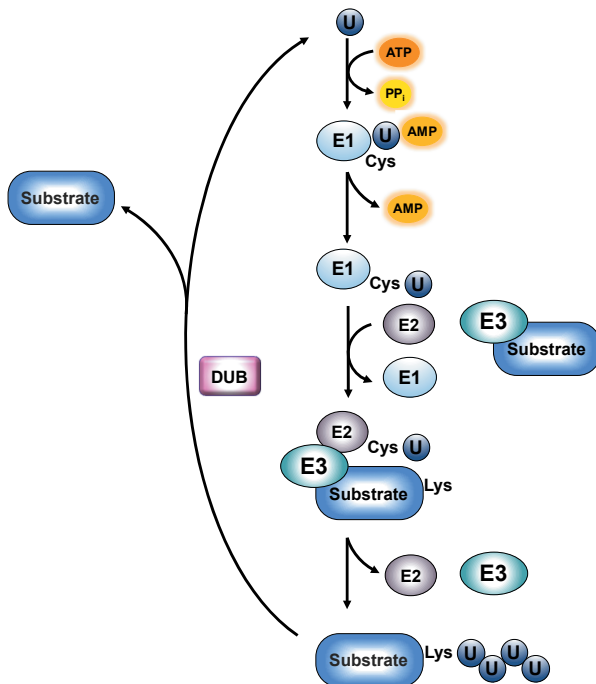 U
ATP
PPi
E1
U
AMP
Cys
AMP
Substrate
E1
Cys
U
E2
E3
Substrate
E1
DUB
E2
Cys
U
E3
Substrate
Lys
E2
E3
Substrate
Lys
U
U
U
U